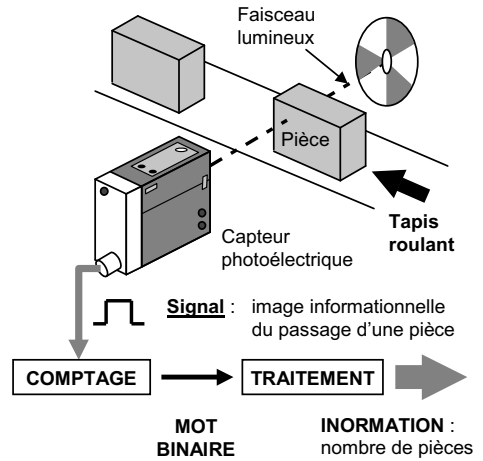 Faisceau
lumineux
Pièce
Tapis
roulant
Capteur
photoélectrique
Signal : image informationnelle
du passage d'une pièce
COMPTAGE
TRAITEMENT
MOT
BINAIRE
INORMATION :
nombre de pièces